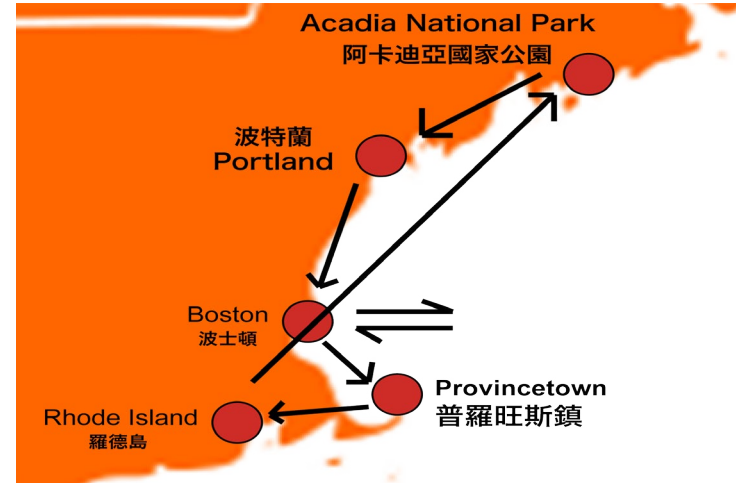 Acadia National Park
阿卡迪亞國家公園
波特蘭
Portland
Boston
波士頓
Provincetown
普羅旺斯鎮
Rhode Island
羅德島